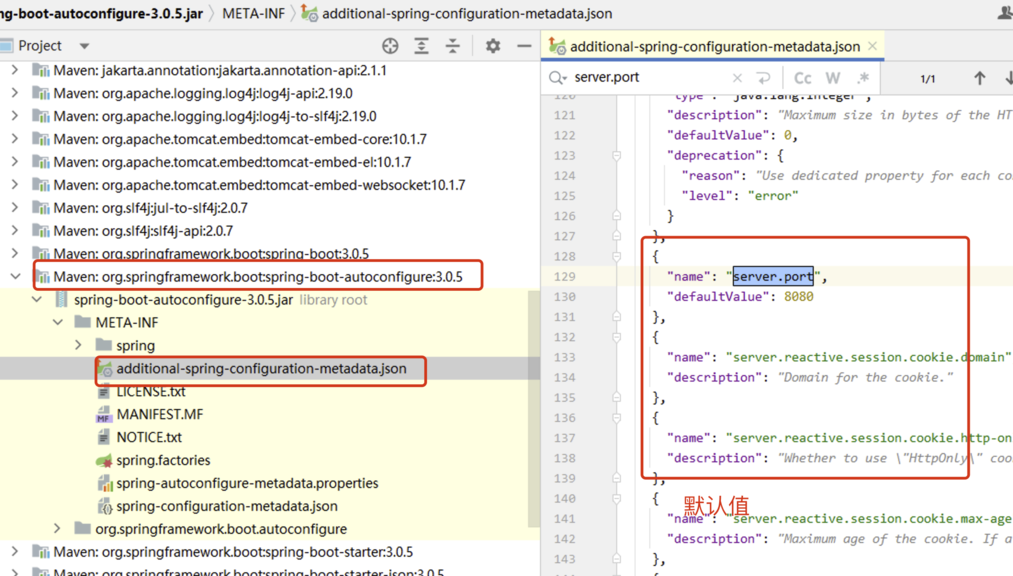 ng-boot-autoconfigure-3.0.5.jar META-INF additional-spring-configuration-metadata.json
Project
Maven: jakarta.annotation:jakarta.annotation-api:2.1.1
Maven: org.apache.logging.log4j:log4j-api:2.19.0
Maven: org.apache.logging.log4j:log4j-to-slf4j:2.19.0
Maven: org.apache.tomcat.embed:tomcat-embed-core:10.1.7
Maven: org.apache.tomcat.embed:tomcat-embed-el:10.1.7
Maven: org.apache.tomcat.embed:tomcat-embed-websocket:10.1.7
Maven: org.slf4j:jul-to-slf4j:2.0.7
Maven: org.slf4j:slf4j-api:2.0.7
Maven: org.springframework.boot:spring-boot:3.0.5
Maven: org.springframework.boot:spring-boot-autoconfigure:3.0.5
spring-boot-autoconfigure-3.0.5.jar library root
META-INF
spring
additional-spring-configuration-metadata.json
LICENSE.txt
MANIFEST.MF
NOTICE.txt
spring.factories
spring-autoconfigure-metadata.properties
spring-configuration-metadata.json
org.springframework.boot.autoconfigure
Maven: org.springframework.boot:spring-boot-starter:3.0.5
Maven: org.springframework.boot:spring-boot-starter-json:3.0.5
additional-spring-configuration-metadata.json
server.port Cc W .* 1/1
120 "type": "java.lang.Integer",
121 "description": "Maximum size in bytes of the HT
122 "defaultValue": 0,
123 "deprecation": {
124 "reason": "Use dedicated property for each co
125 "level": "error"
126 }
127 },
128 {
129 "name": "server.port",
130 "defaultValue": 8080
131 },
132 {
133 "name": "server.reactive.session.cookie.domain"
134 "description": "Domain for the cookie."
135 },
136 {
137 "name": "server.reactive.session.cookie.http-on
138 "description": "Whether to use \"HttpOnly\" coo
139 },
140 {
默认值
141 "name": "server.reactive.session.cookie.max-age
142 "description": "Maximum age of the cookie. If a
143 },